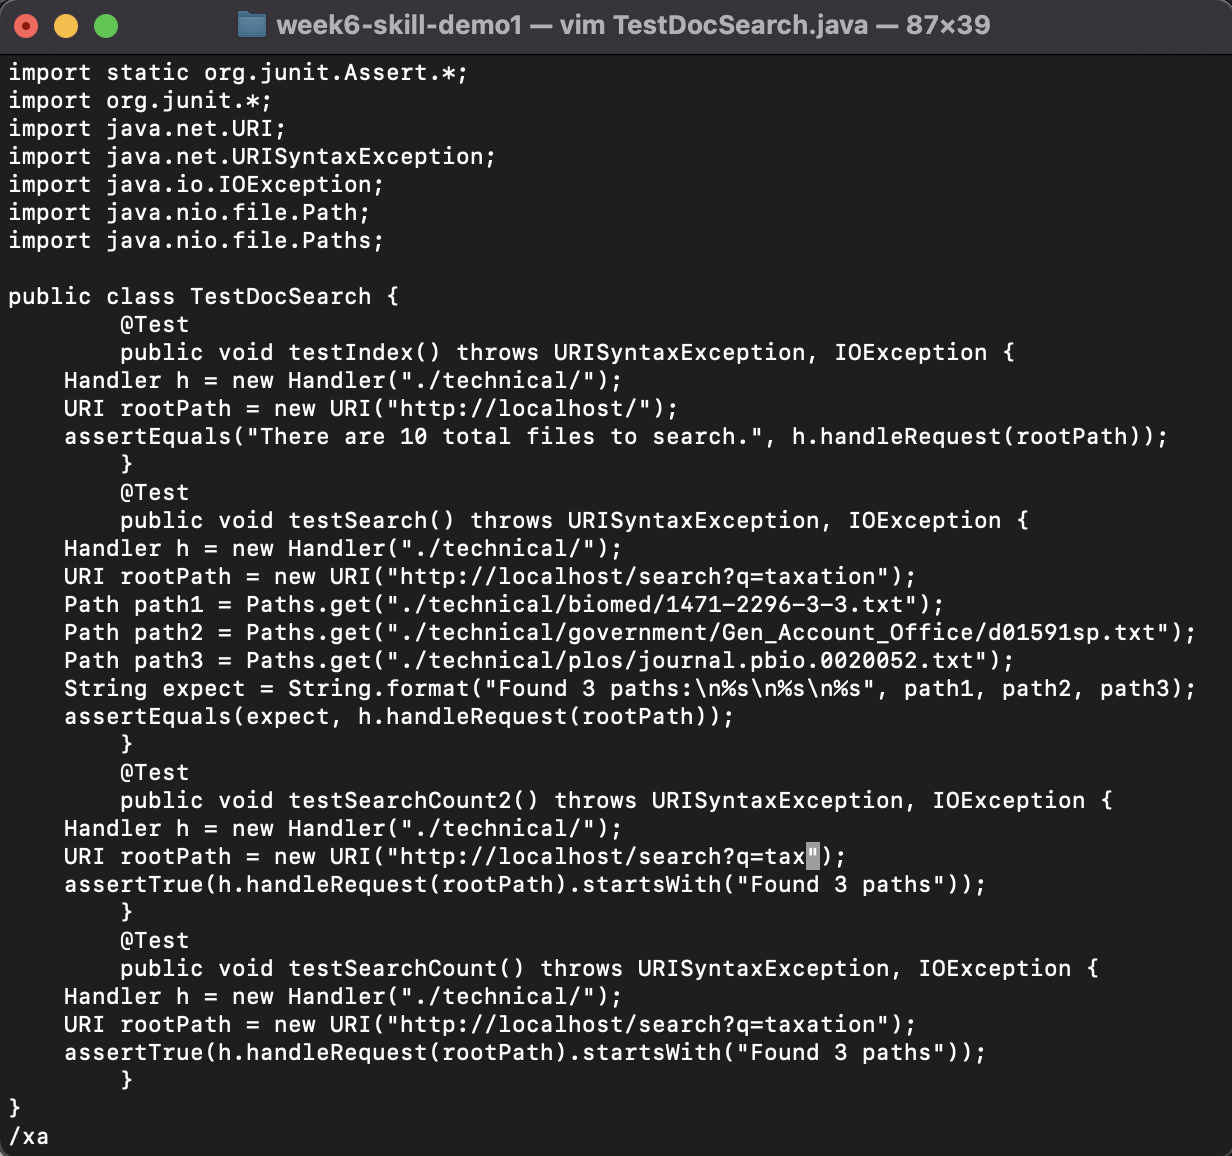 week6-skill-demo1 — vim TestDocSearch.java — 87×39
import static org.junit.Assert.*;
import org.junit.*;
import java.net.URI;
import java.net.URISyntaxException;
import java.io.IOException;
import java.nio.file.Path;
import java.nio.file.Paths;

public class TestDocSearch {
        @Test
        public void testIndex() throws URISyntaxException, IOException {
    Handler h = new Handler("./technical/");
    URI rootPath = new URI("http://localhost/");
    assertEquals("There are 10 total files to search.", h.handleRequest(rootPath));
        }
        @Test
        public void testSearch() throws URISyntaxException, IOException {
    Handler h = new Handler("./technical/");
    URI rootPath = new URI("http://localhost/search?q=taxation");
    Path path1 = Paths.get("./technical/biomed/1471-2296-3-3.txt");
    Path path2 = Paths.get("./technical/government/Gen_Account_Office/d01591sp.txt");
    Path path3 = Paths.get("./technical/plos/journal.pbio.0020052.txt");
    String expect = String.format("Found 3 paths:\n%s\n%s\n%s", path1, path2, path3);
    assertEquals(expect, h.handleRequest(rootPath));
        }
        @Test
        public void testSearchCount2() throws URISyntaxException, IOException {
    Handler h = new Handler("./technical/");
    URI rootPath = new URI("http://localhost/search?q=tax");
    assertTrue(h.handleRequest(rootPath).startsWith("Found 3 paths"));
        }
        @Test
        public void testSearchCount() throws URISyntaxException, IOException {
    Handler h = new Handler("./technical/");
    URI rootPath = new URI("http://localhost/search?q=taxation");
    assertTrue(h.handleRequest(rootPath).startsWith("Found 3 paths"));
        }
}
/xa